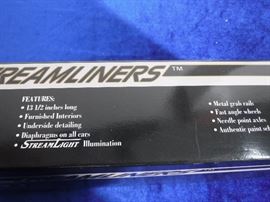 REAMLINERS™
FEATURES:
• 13 1/2 inches long
• Furnished Interiors
• Underside detailing
• Diaphragms on all cars
• STREAMLIGHT Illumination
• Metal grab rails
• Fast angle wheels
• Needle point axles
• Authentic paint